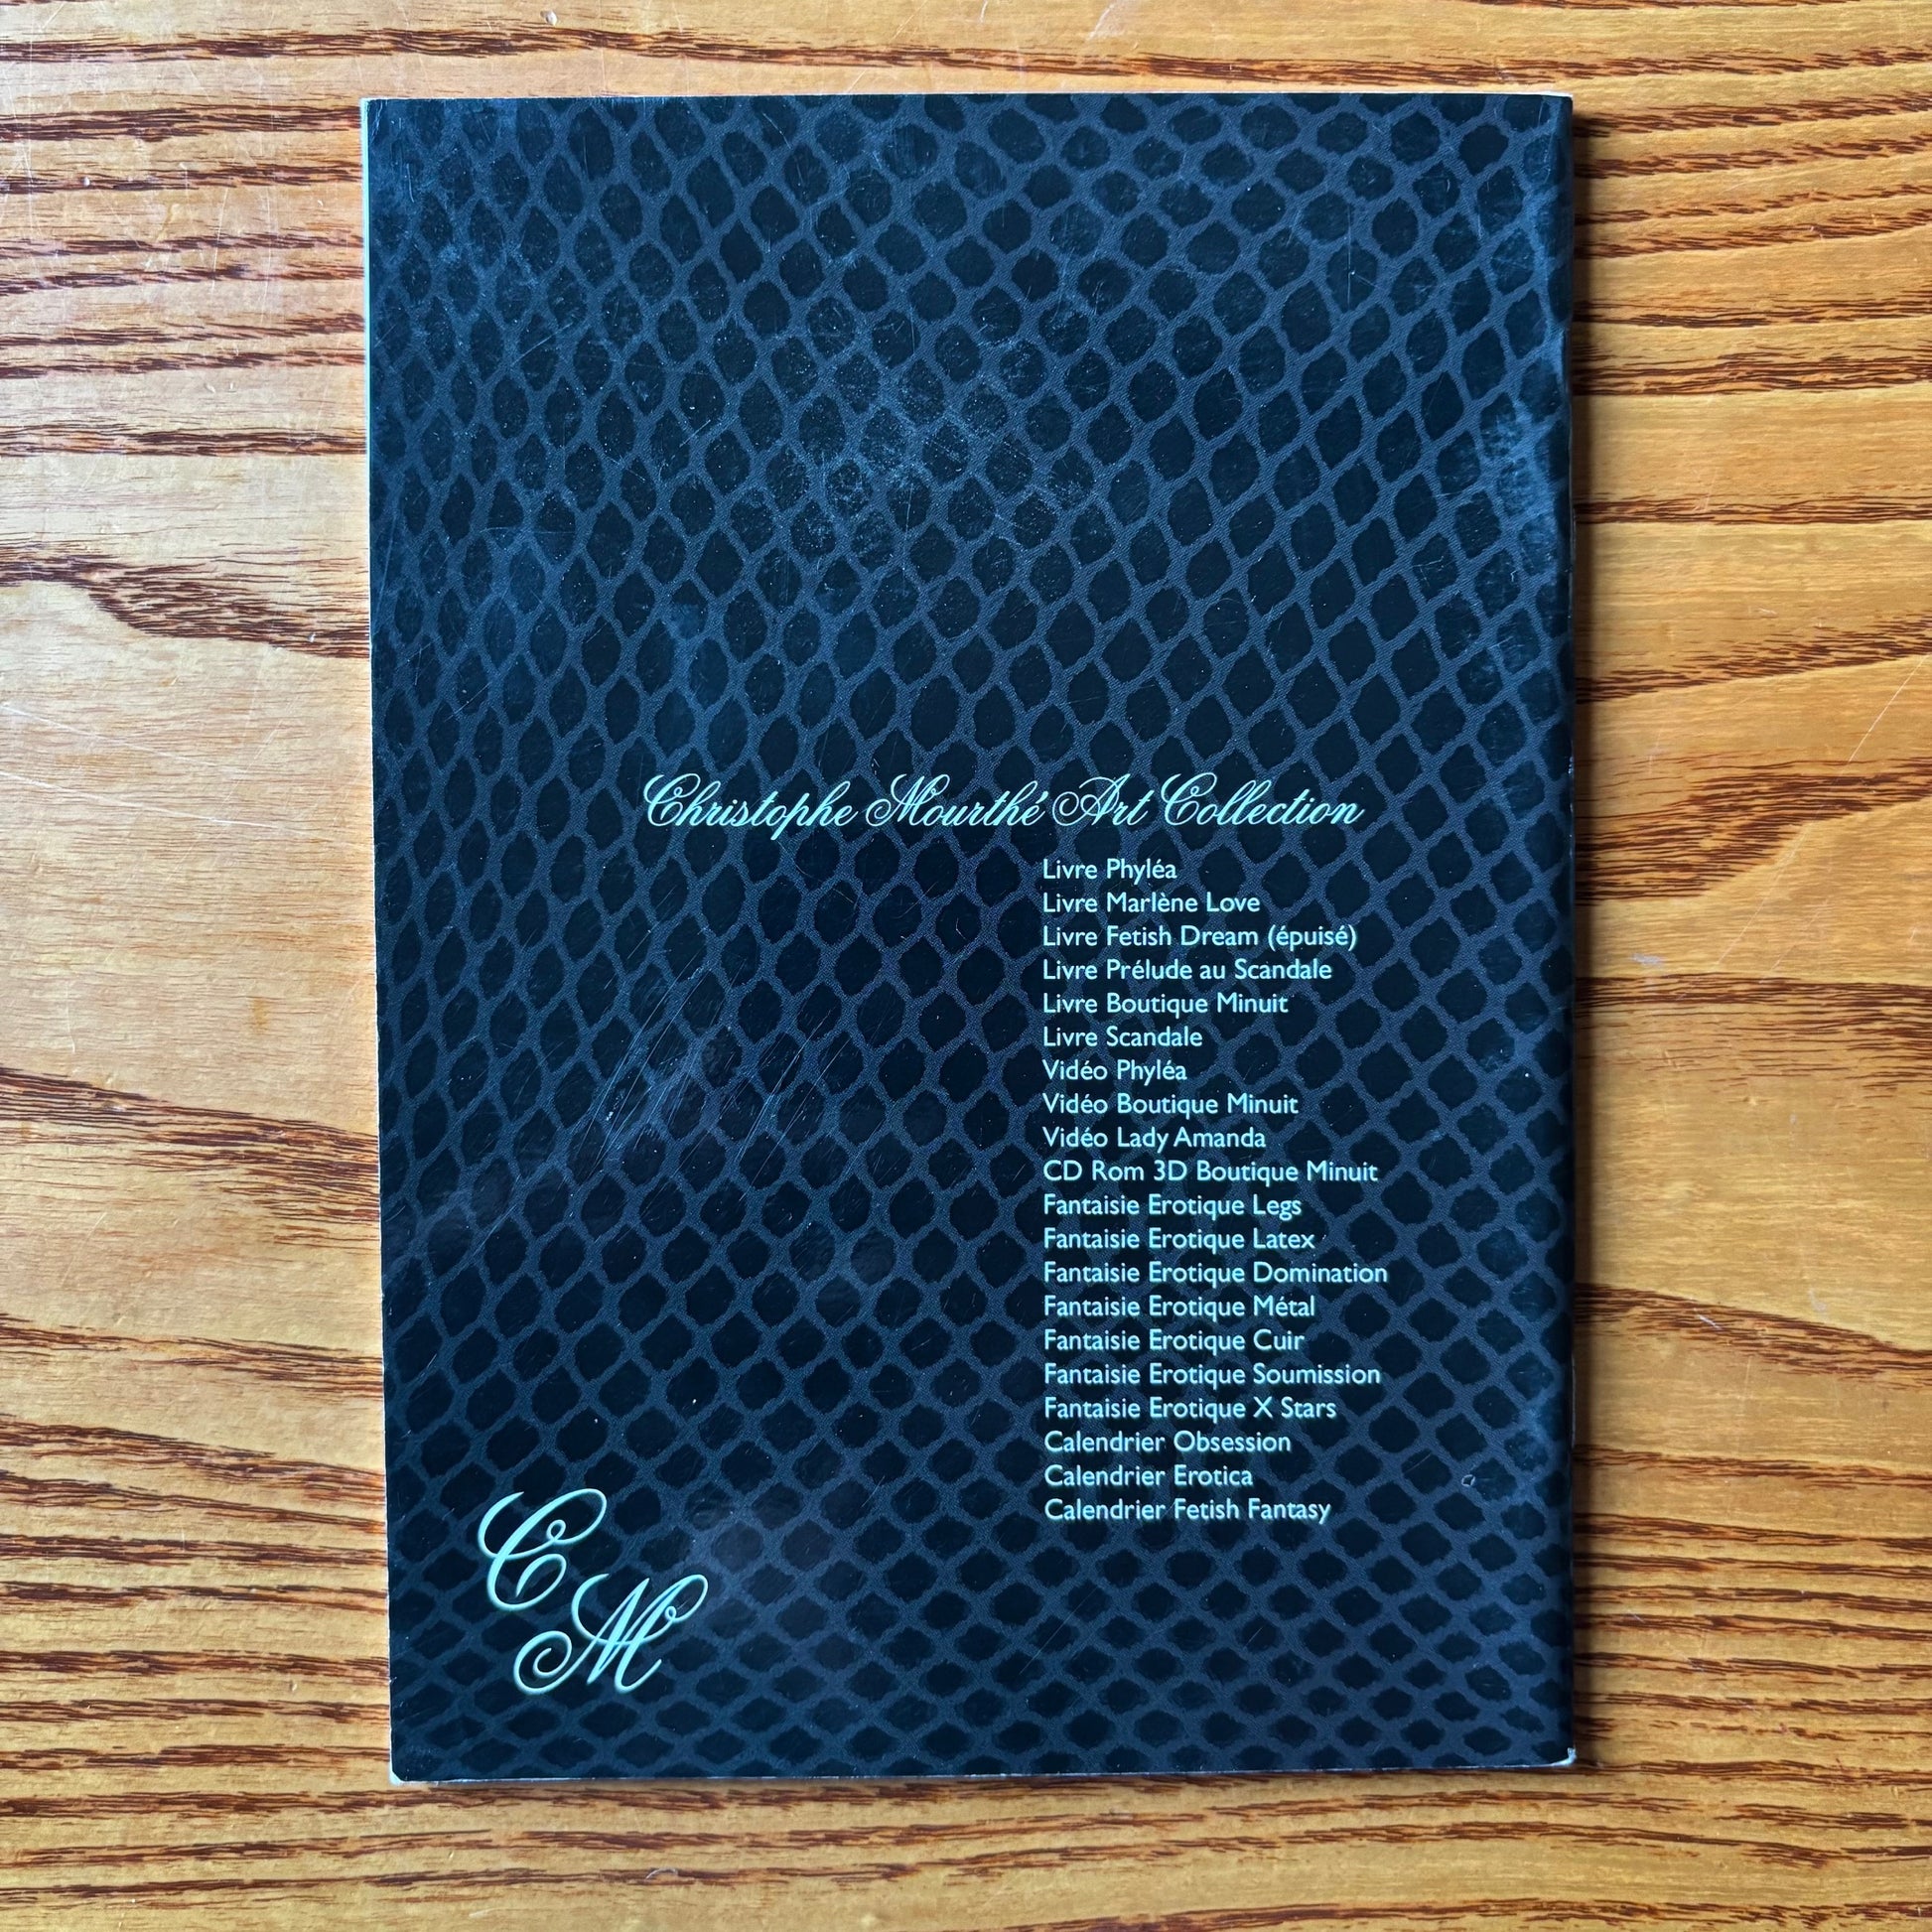 Christophe Mourthé Art Collection
Livre Phyléa
Livre Marlène Love
Livre Fetish Dream (épuisé)
Livre Prélude au Scandale
Livre Boutique Minuit
Livre Scandale
Vidéo Phyléa
Vidéo Boutique Minuit
Vidéo Lady Amanda
CD Rom 3D Boutique Minuit
Fantaisie Erotique Legs
Fantaisie Erotique Latex
Fantaisie Erotique Domination
Fantaisie Erotique Métal
Fantaisie Erotique Cuir
Fantaisie Erotique Soumission
Fantaisie Erotique X Stars
Calendrier Obsession
Calendrier Erotica
Calendrier Fetish Fantasy
C
M